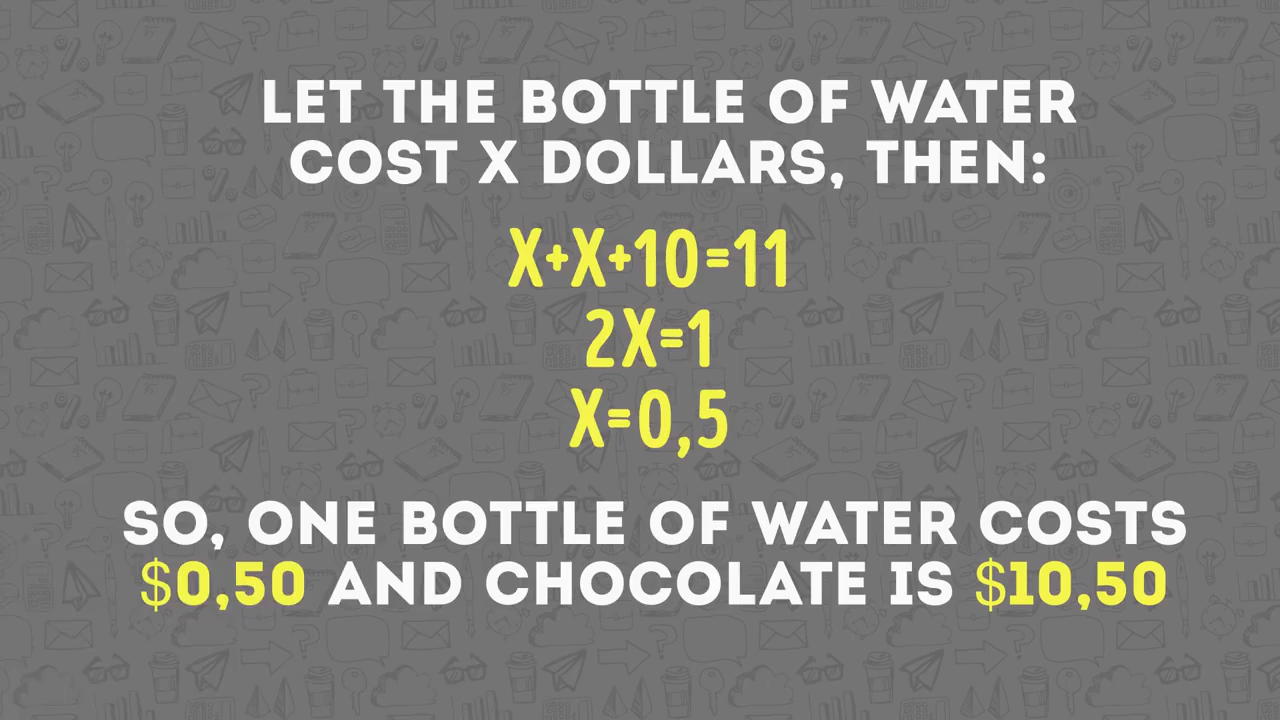 LET THE BOTTLE OF WATER
COST X DOLLARS, THEN:
X+X+10=11
2X=1
X=0,5
SO, ONE BOTTLE OF WATER COSTS
$0,50 AND CHOCOLATE IS $10,50